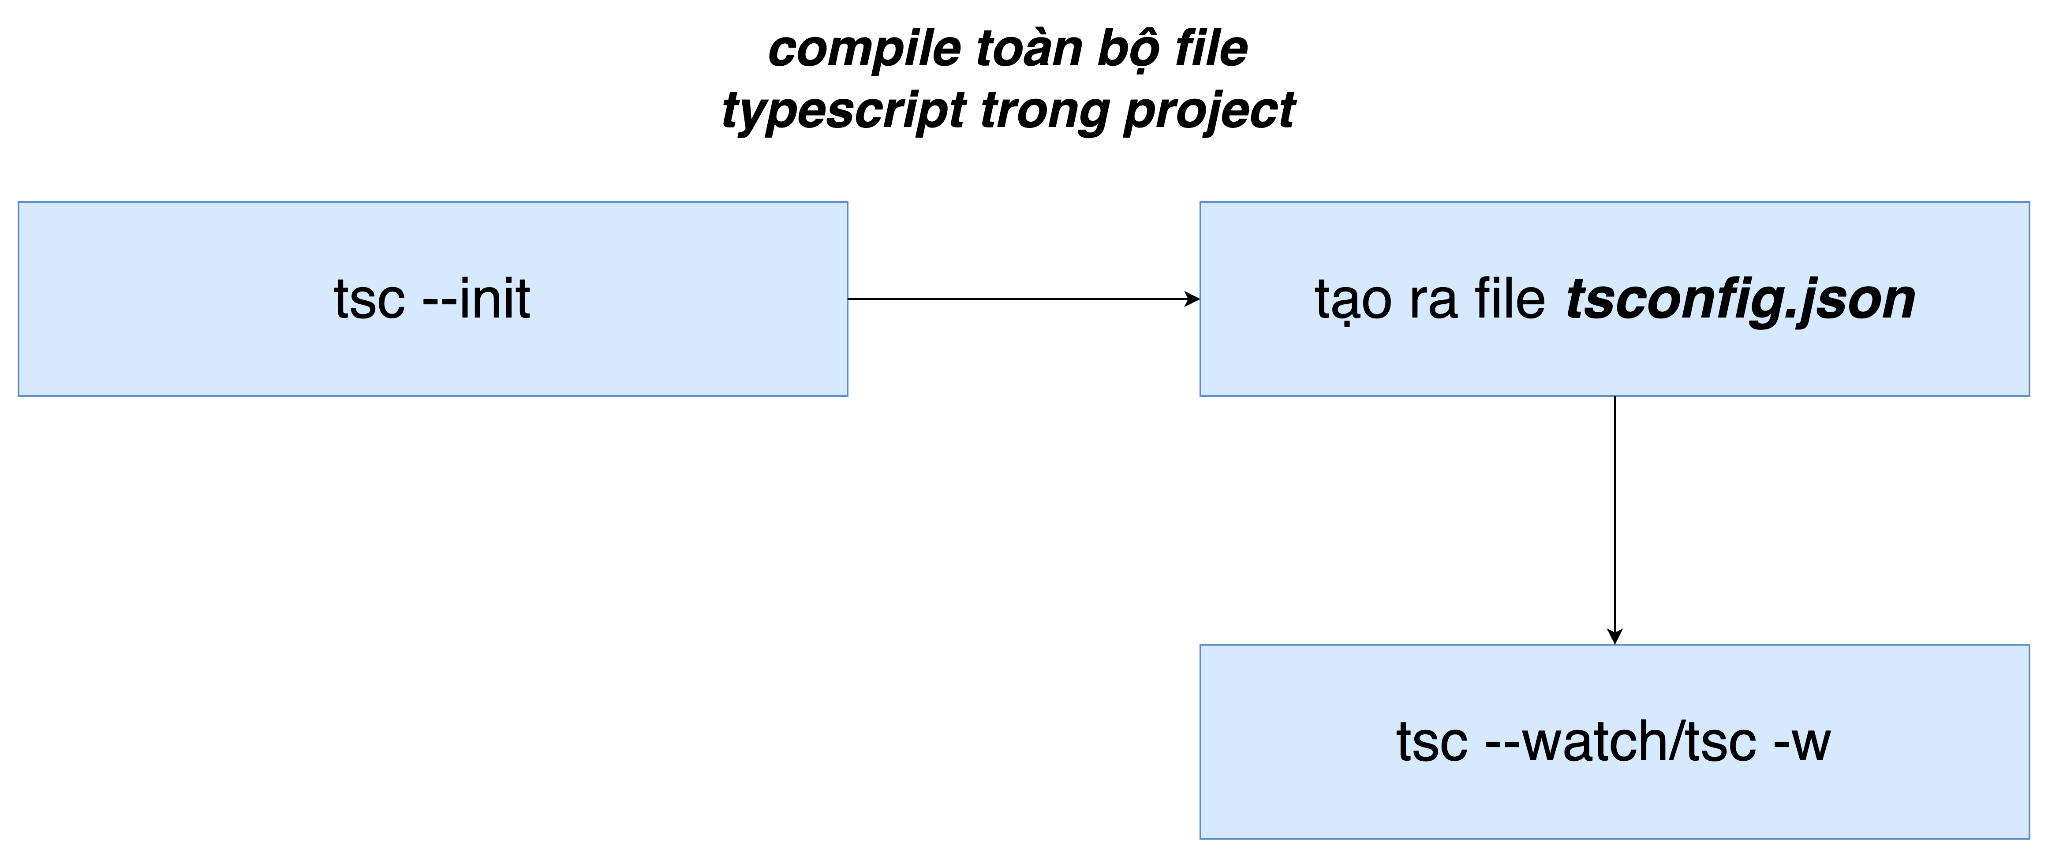 compile toàn bộ file
typescript trong project
tsc --init
tạo ra file tsconfig.json
tsc --watch/tsc -w